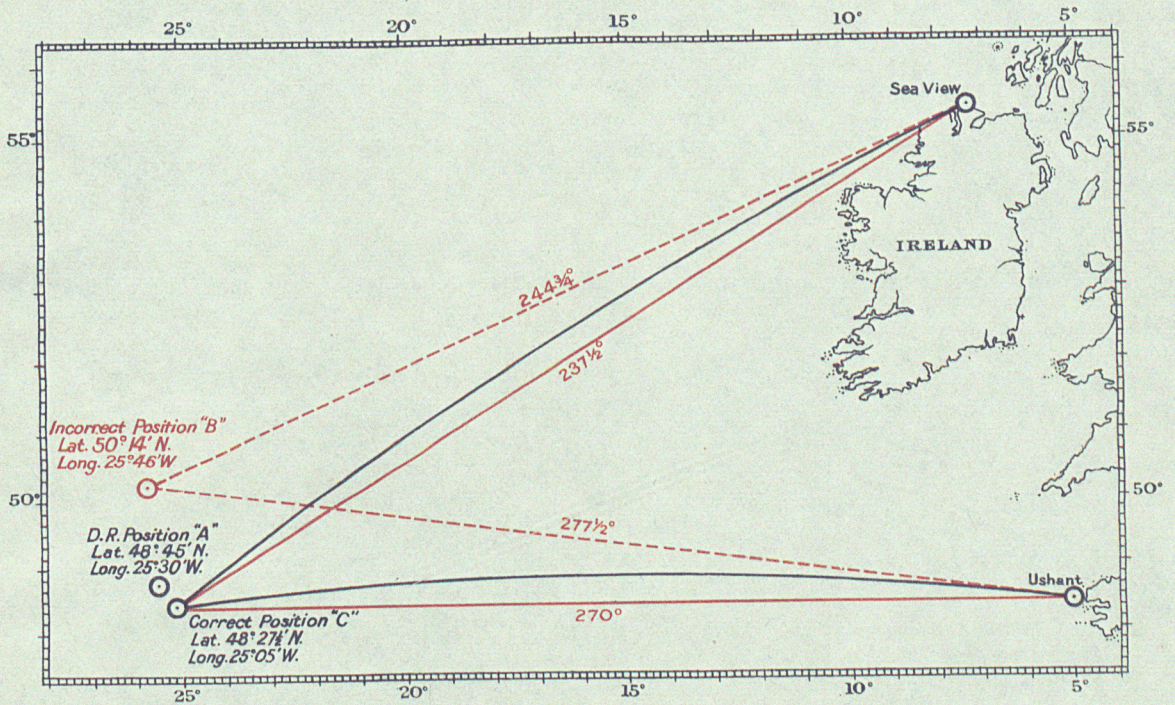 25° 20° 15° 10° 5°
Sea View
55° 55°
IRELAND
244¾°
237½°
Incorrect Position "B"
Lat. 50° 14' N.
Long. 25° 46' W
50° 50°
277½°
D.R. Position "A"
Lat. 48° 45' N.
Long. 25° 30' W.
Ushant
270°
Correct Position "C"
Lat. 48° 27½' N.
Long. 25° 05' W.
25° 20° 15° 10° 5°